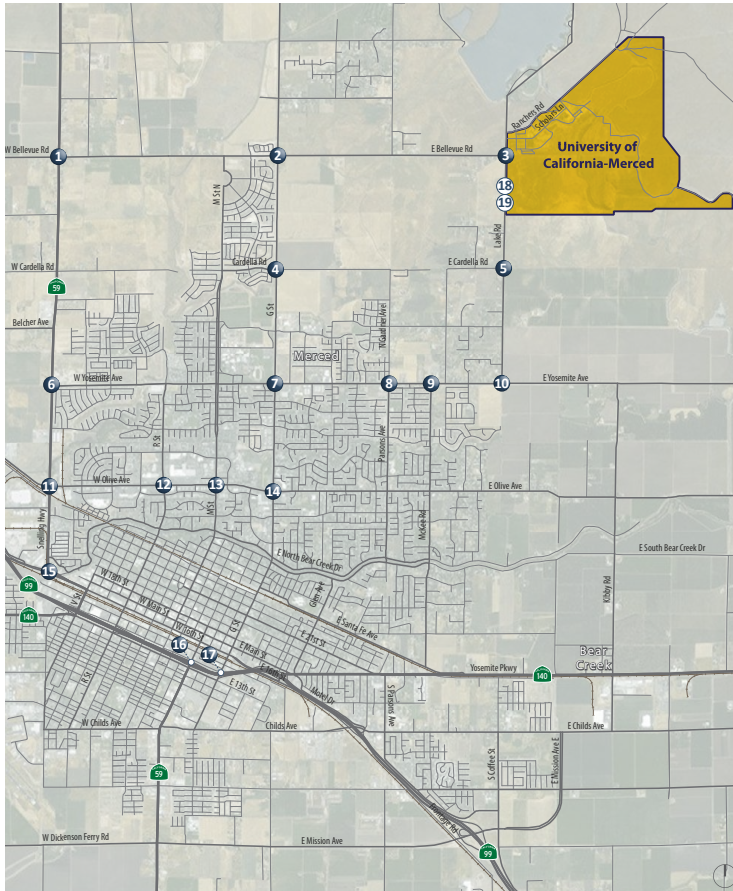 Ranchers Rd
Scholars Ln
University of
California-Merced
W Bellevue Rd
1
2
E Bellevue Rd
3
18
19
M St N
Lake Rd
W Cardella Rd
Cardella Rd
4
E Cardella Rd
5
59
G St
N Gardner Ave
Belcher Ave
Merced
W Yosemite Ave
6
7
8
9
10
E Yosemite Ave
R St
Parsons Ave
W Olive Ave
11
12
13
14
E Olive Ave
M St
Snelling Hwy
McKee Rd
E North Bear Creek Dr
E South Bear Creek Dr
15
99
W 18th St
Glen Ave
Kibby Rd
140
V St
W Main St
W 16th St
G St
E 21st St
E Santa Fe Ave
16
17
E Main St
E 16th St
Bear
Creek
Yosemite Pkwy
140
R St
E 13th St
Motel Dr
S Parsons
Ave
W Childs Ave
Childs Ave
E Childs Ave
59
S Coffee St
E Mission Ave E
W Dickenson Ferry Rd
E Mission Ave
99